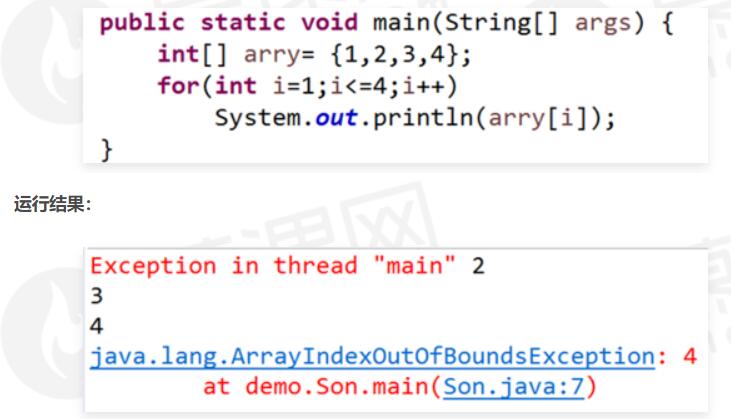 public static void main(String[] args) {
    int[] arry= {1,2,3,4};
    for(int i=1;i<=4;i++)
        System.out.println(arry[i]);
}
运行结果：
Exception in thread "main" 2
3
4
java.lang.ArrayIndexOutOfBoundsException: 4
        at demo.Son.main(Son.java:7)